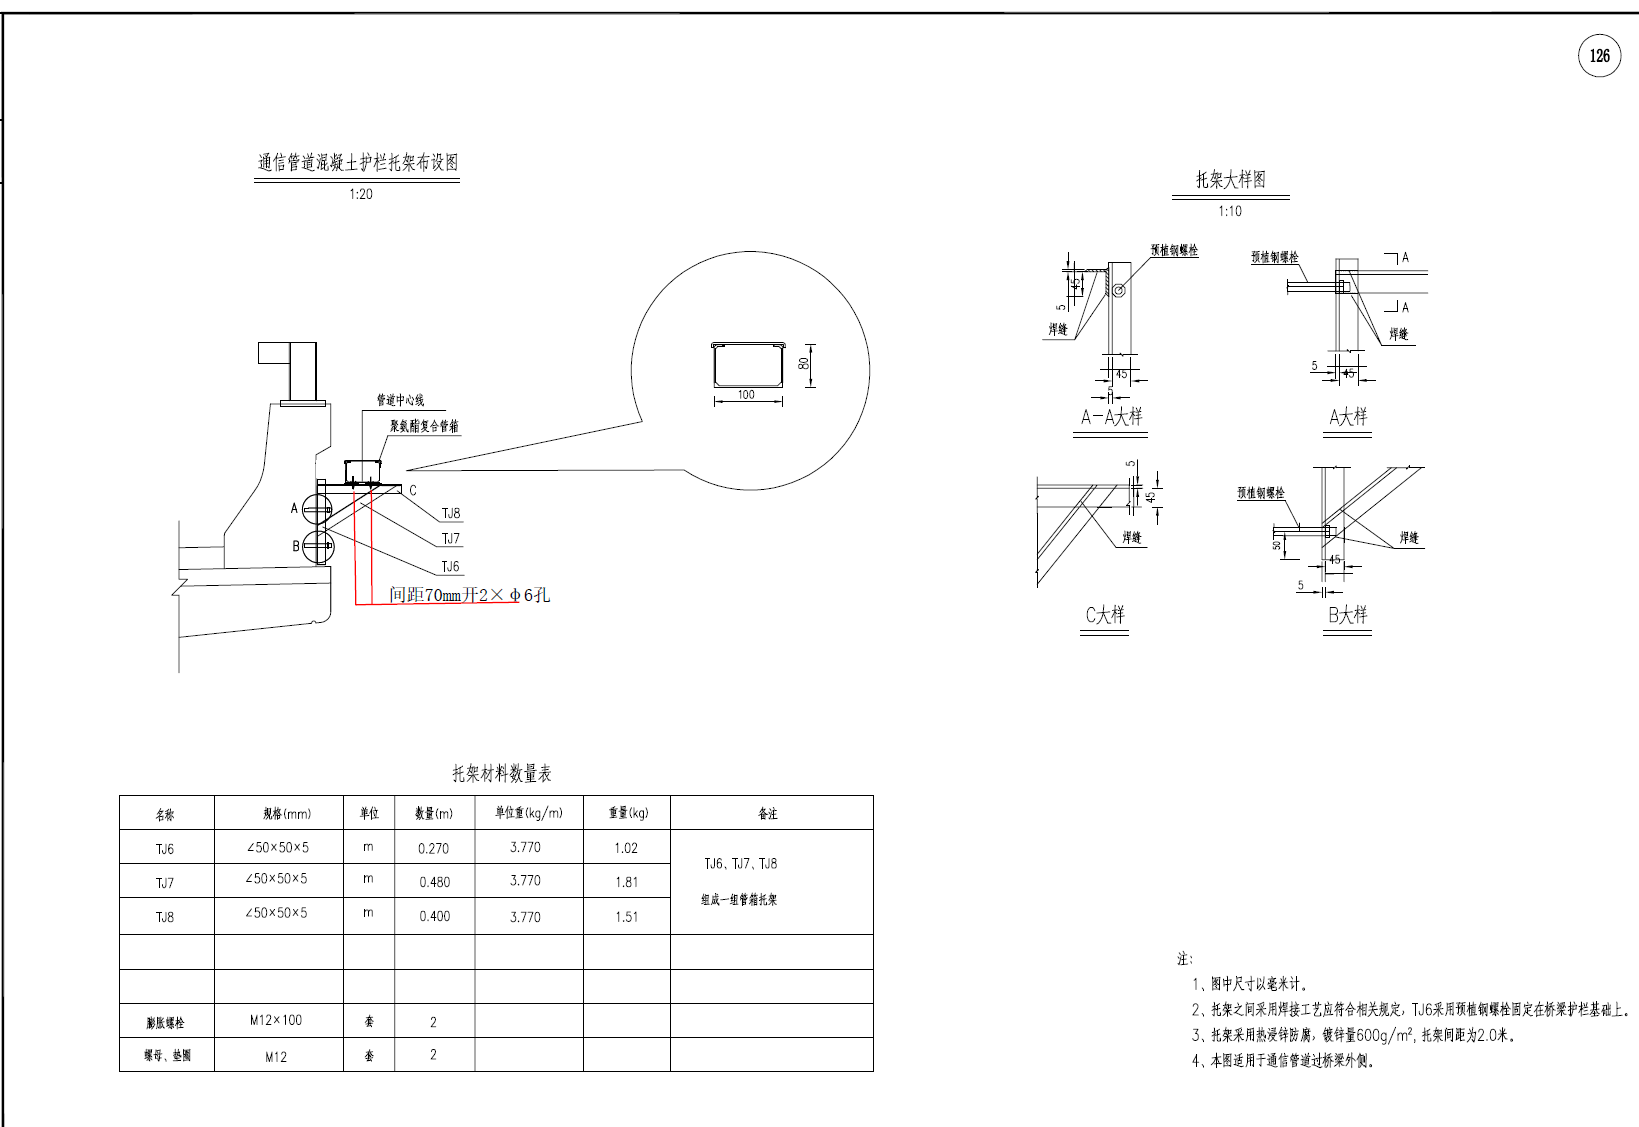 126
通信管道混凝土护栏托架布设图
1:20
管道中心线
聚氨酯复合管箱
A
B
C
TJ8
TJ7
TJ6
间距70mm开2×φ6孔
100
80
托架大样图
1:10
预植钢螺栓
45
5
焊缝
45
5
A-A大样
预植钢螺栓
A
A
焊缝
5
45
A大样
5
45
焊缝
C大样
预植钢螺栓
50
焊缝
45
5
B大样
托架材料数量表
名称 规格(mm) 单位 数量(m) 单位重(kg/m) 重量(kg) 备注
TJ6 ∠50×50×5 m 0.270 3.770 1.02
TJ7 ∠50×50×5 m 0.480 3.770 1.81
TJ8 ∠50×50×5 m 0.400 3.770 1.51
TJ6、TJ7、TJ8
组成一组管箱托架
膨胀螺栓 M12×100 套 2
螺母、垫圈 M12 套 2
注:
1、图中尺寸以毫米计。
2、托架之间采用焊接工艺应符合相关规定，TJ6采用预植钢螺栓固定在桥梁护栏基础上。
3、托架采用热浸锌防腐，镀锌量600g/m²,托架间距为2.0米。
4、本图适用于通信管道过桥梁外侧。